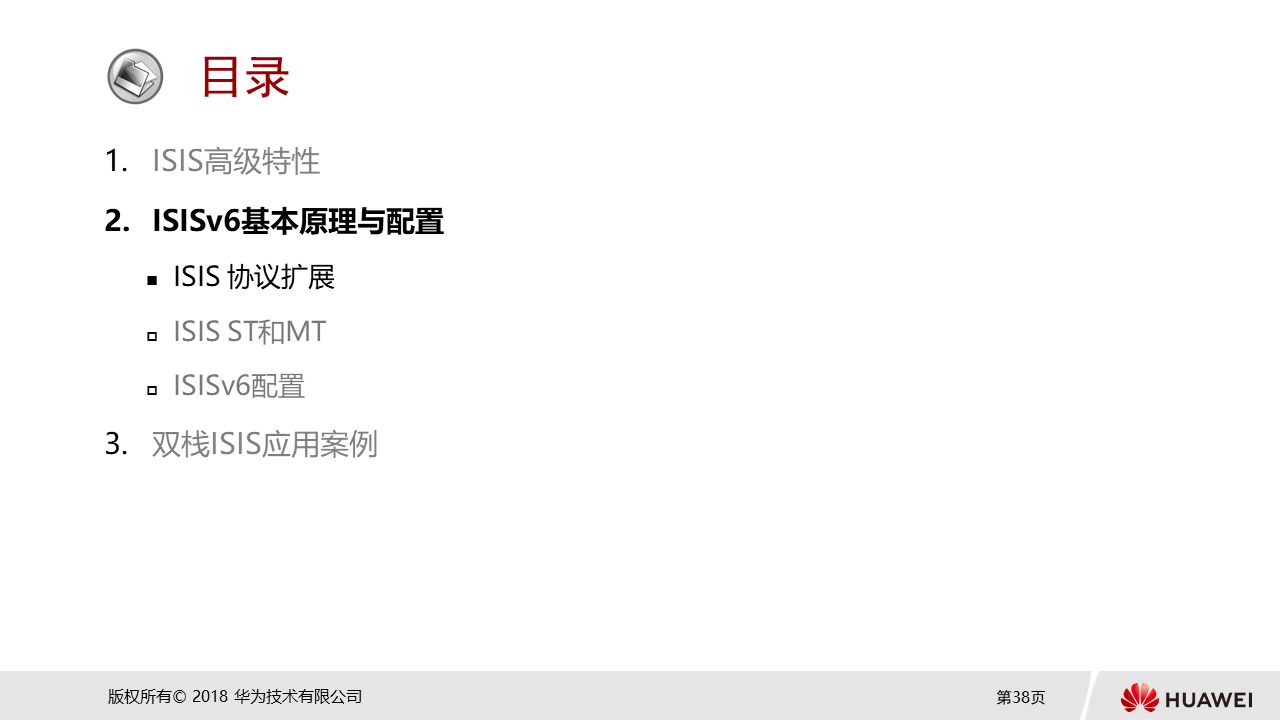 目录
1. ISIS高级特性
2. ISISv6基本原理与配置
ISIS 协议扩展
ISIS ST和MT
ISISv6配置
3. 双栈ISIS应用案例
版权所有© 2018 华为技术有限公司
第38页
HUAWEI